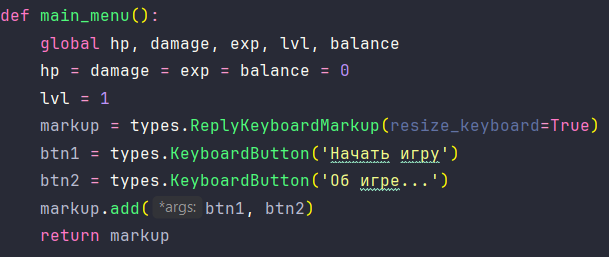 def main_menu():
    global hp, damage, exp, lvl, balance
    hp = damage = exp = balance = 0
    lvl = 1
    markup = types.ReplyKeyboardMarkup(resize_keyboard=True)
    btn1 = types.KeyboardButton('Начать игру')
    btn2 = types.KeyboardButton('Об игре...')
    markup.add( *args: btn1, btn2)
    return markup